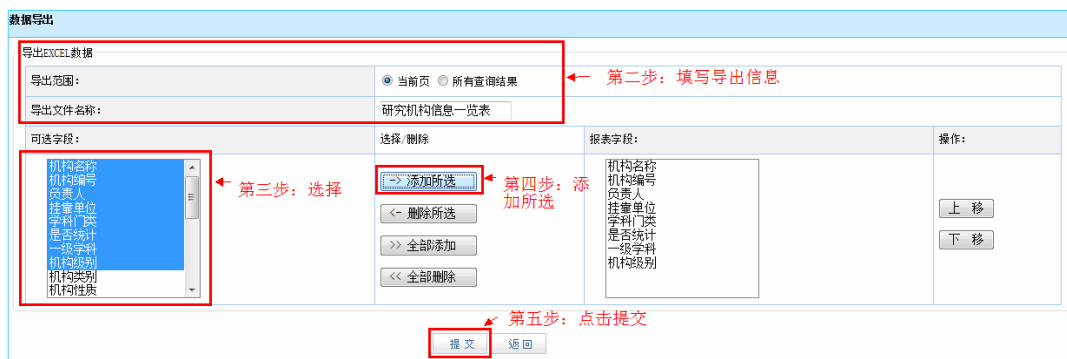 数据导出
导出EXCEL数据
导出范围：
当前页 所有查询结果
第二步：填写导出信息
导出文件名称：
研究机构信息一览表
可选字段：
选择/删除
报表字段：
操作：
机构名称
机构编号
负责人
挂靠单位
学科门类
是否统计
一级学科
机构级别
机构类别
机构性质
第三步：选择
-> 添加所选
<- 删除所选
>> 全部添加
<< 全部删除
第四步：添
加所选
机构名称
机构编号
负责人
挂靠单位
学科门类
是否统计
一级学科
机构级别
上 移
下 移
第五步：点击提交
提 交
返 回